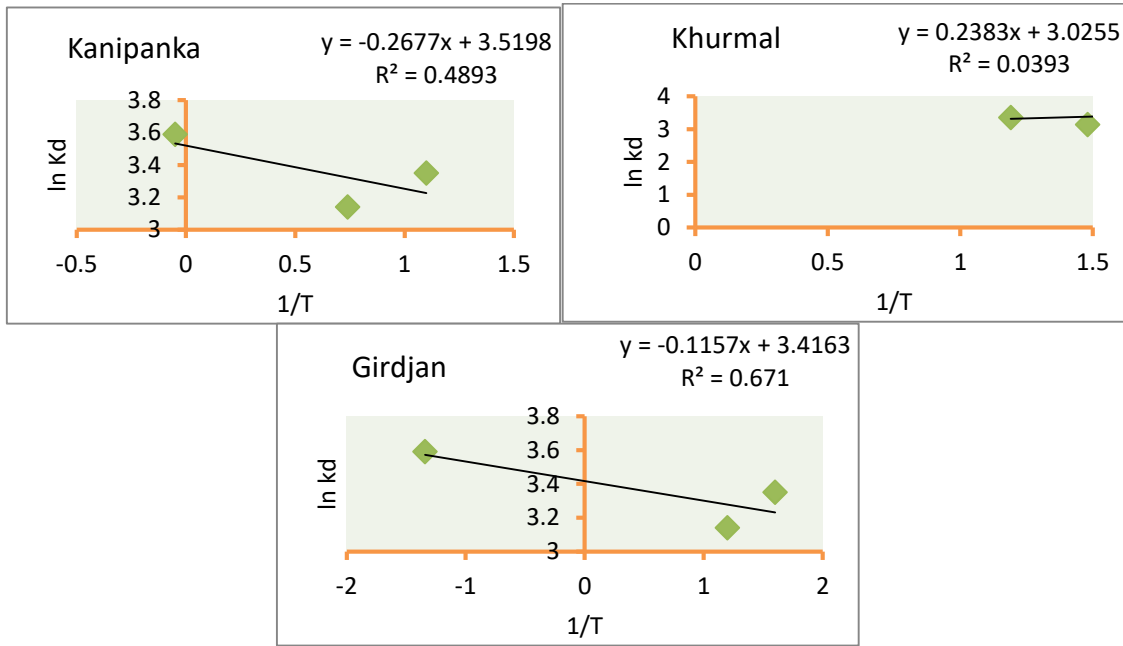 Kanipanka
y = -0.2677x + 3.5198
R² = 0.4893
ln Kd
3.8
3.6
3.4
3.2
3
-0.5 0 0.5 1 1.5
1/T
Khurmal
y = 0.2383x + 3.0255
R² = 0.0393
ln kd
4
3
2
1
0
0 0.5 1 1.5
1/T
Girdjan
y = -0.1157x + 3.4163
R² = 0.671
ln kd
3.8
3.6
3.4
3.2
3
-2 -1 0 1 2
1/T